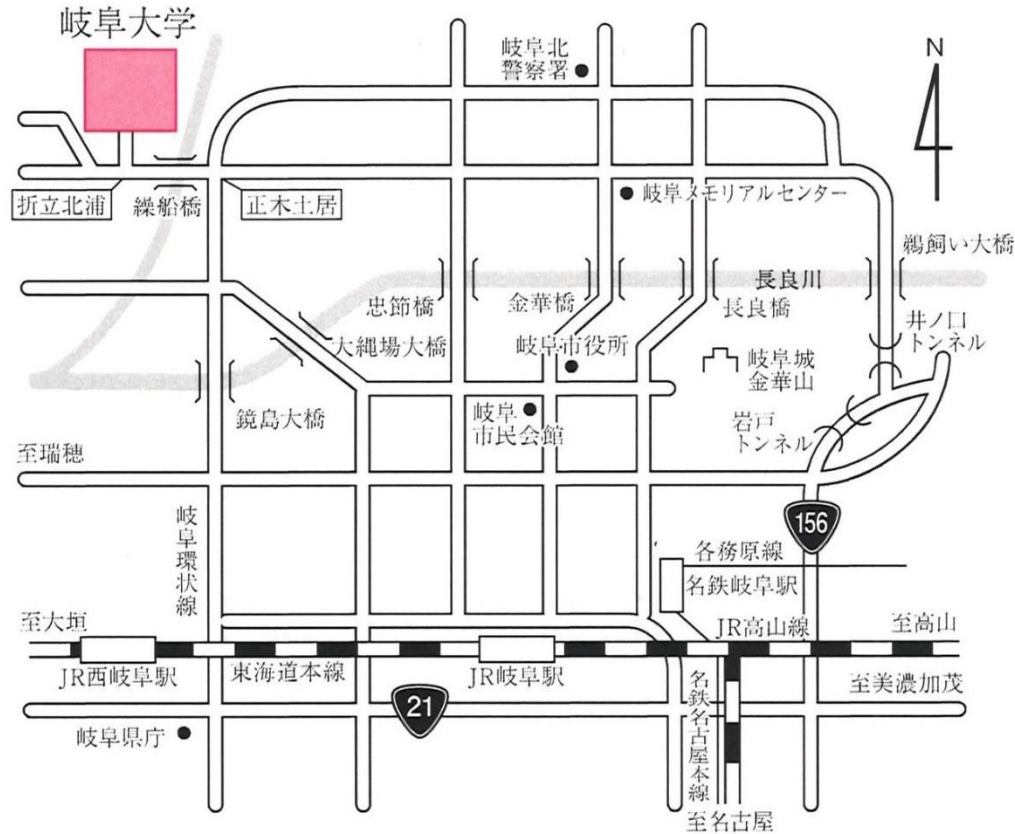 岐阜大学
岐阜北
警察署
N
折立北浦
繰船橋
正木土居
岐阜メモリアルセンター
鵜飼い大橋
忠節橋
金華橋
長良川
長良橋
大縄場大橋
岐阜市役所
井ノ口
トンネル
岐阜城
金華山
鏡島大橋
岐阜
市民会館
岩戸
トンネル
至瑞穂
岐阜環状線
156
各務原線
名鉄岐阜駅
至大垣
JR高山線
至高山
JR西岐阜駅
東海道本線
JR岐阜駅
名鉄名古屋本線
至美濃加茂
21
岐阜県庁
至名古屋